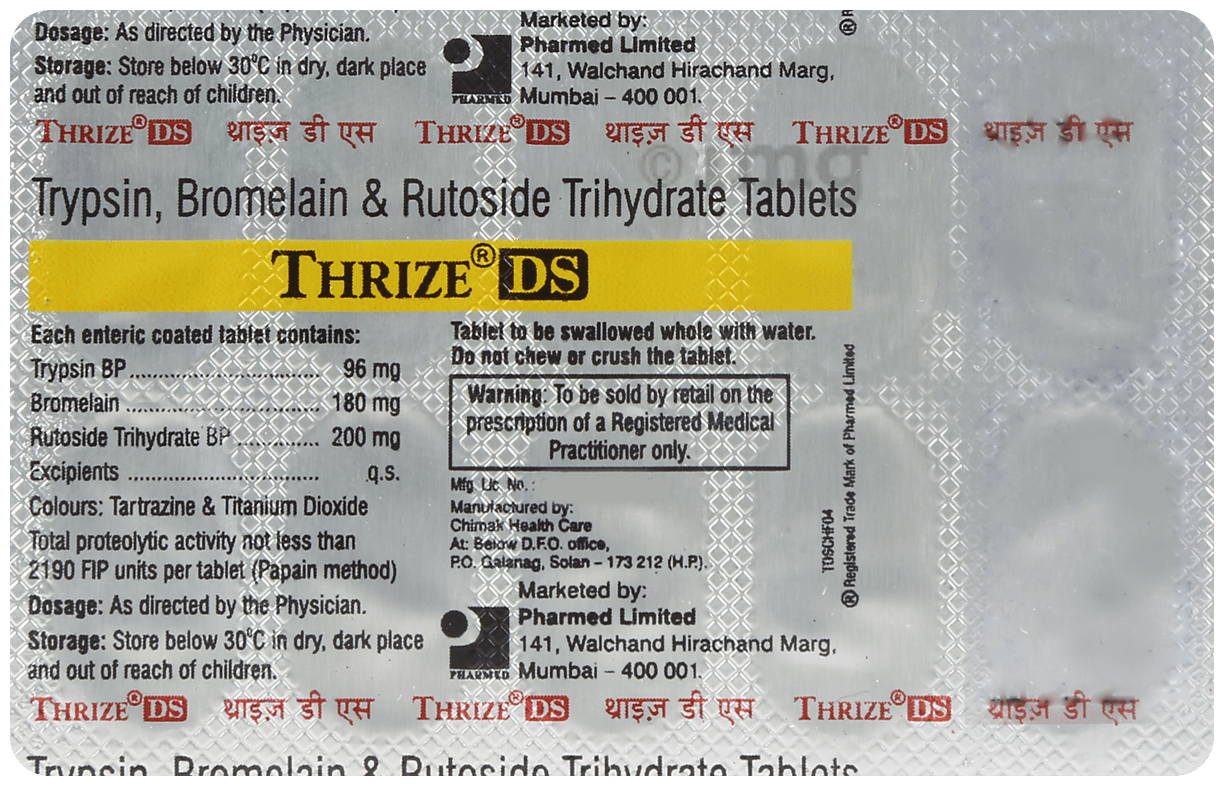 Dosage: As directed by the Physician.
Storage: Store below 30°C in dry, dark place
and out of reach of children.
PHARMED
Marketed by:
Pharmed Limited
141, Walchand Hirachand Marg,
Mumbai – 400 001.
® R
THRIZE® DS थाइज़ डी एस THRIZE® DS थाइज़ डी एस THRIZE® DS थाइज़ डी एस
Trypsin, Bromelain & Rutoside Trihydrate Tablets
THRIZE® DS
Each enteric coated tablet contains:
Trypsin BP ................................ 96 mg
Bromelain ................................ 180 mg
Rutoside Trihydrate BP ............. 200 mg
Excipients ................................ q.s.
Colours: Tartrazine & Titanium Dioxide
Total proteolytic activity not less than
2190 FIP units per tablet (Papain method)
Dosage: As directed by the Physician.
Storage: Store below 30°C in dry, dark place
and out of reach of children.
Tablet to be swallowed whole with water.
Do not chew or crush the tablet.
Warning: To be sold by retail on the
prescription of a Registered Medical
Practitioner only.
Mfg. Lic. No. :
Manufactured by:
Chimak Health Care
At: Below D.F.O. office,
P.O. Galanag, Solan – 173 212 (H.P.).
PHARMED
Marketed by:
Pharmed Limited
141, Walchand Hirachand Marg,
Mumbai – 400 001.
TDSCHF04
® Registered Trade Mark of Pharmed Limited
THRIZE® DS थाइज़ डी एस THRIZE® DS थाइज़ डी एस THRIZE® DS थाइज़ डी एस
Trypsin, Bromelain & Rutoside Trihydrate Tablets